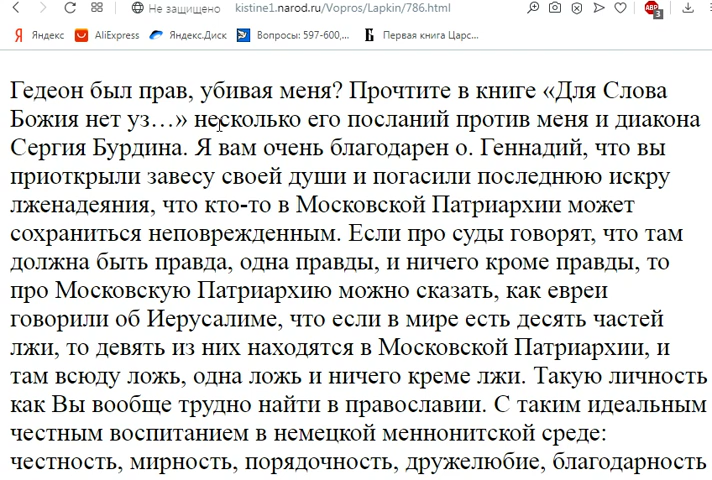 Не защищено kistine1.narod.ru/Vopros/Lapkin/786.html ABP 3
Яндекс AliExpress Яндекс.Диск Вопросы: 597-600,... Первая книга Царс...
Гедеон был прав, убивая меня? Прочтите в книге «Для Слова
Божия нет уз…» несколько его посланий против меня и диакона
Сергия Бурдина. Я вам очень благодарен о. Геннадий, что вы
приоткрыли завесу своей души и погасили последнюю искру
лженадеяния, что кто-то в Московской Патриархии может
сохраниться неповрежденным. Если про суды говорят, что там
должна быть правда, одна правды, и ничего кроме правды, то
про Московскую Патриархию можно сказать, как евреи
говорили об Иерусалиме, что если в мире есть десять частей
лжи, то девять из них находятся в Московской Патриархии, и
там всюду ложь, одна ложь и ничего креме лжи. Такую личность
как Вы вообще трудно найти в православии. С таким идеальным
честным воспитанием в немецкой меннонитской среде:
честность, мирность, порядочность, дружелюбие, благодарность